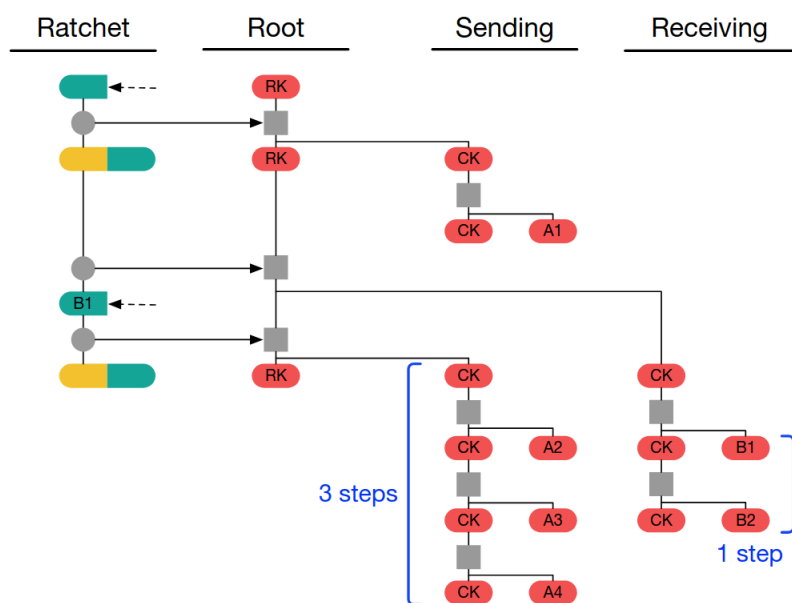 Ratchet Root Sending Receiving
RK
RK CK
CK A1
B1
RK CK CK
CK A2 CK B1
3 steps
CK A3 CK B2
1 step
CK A4